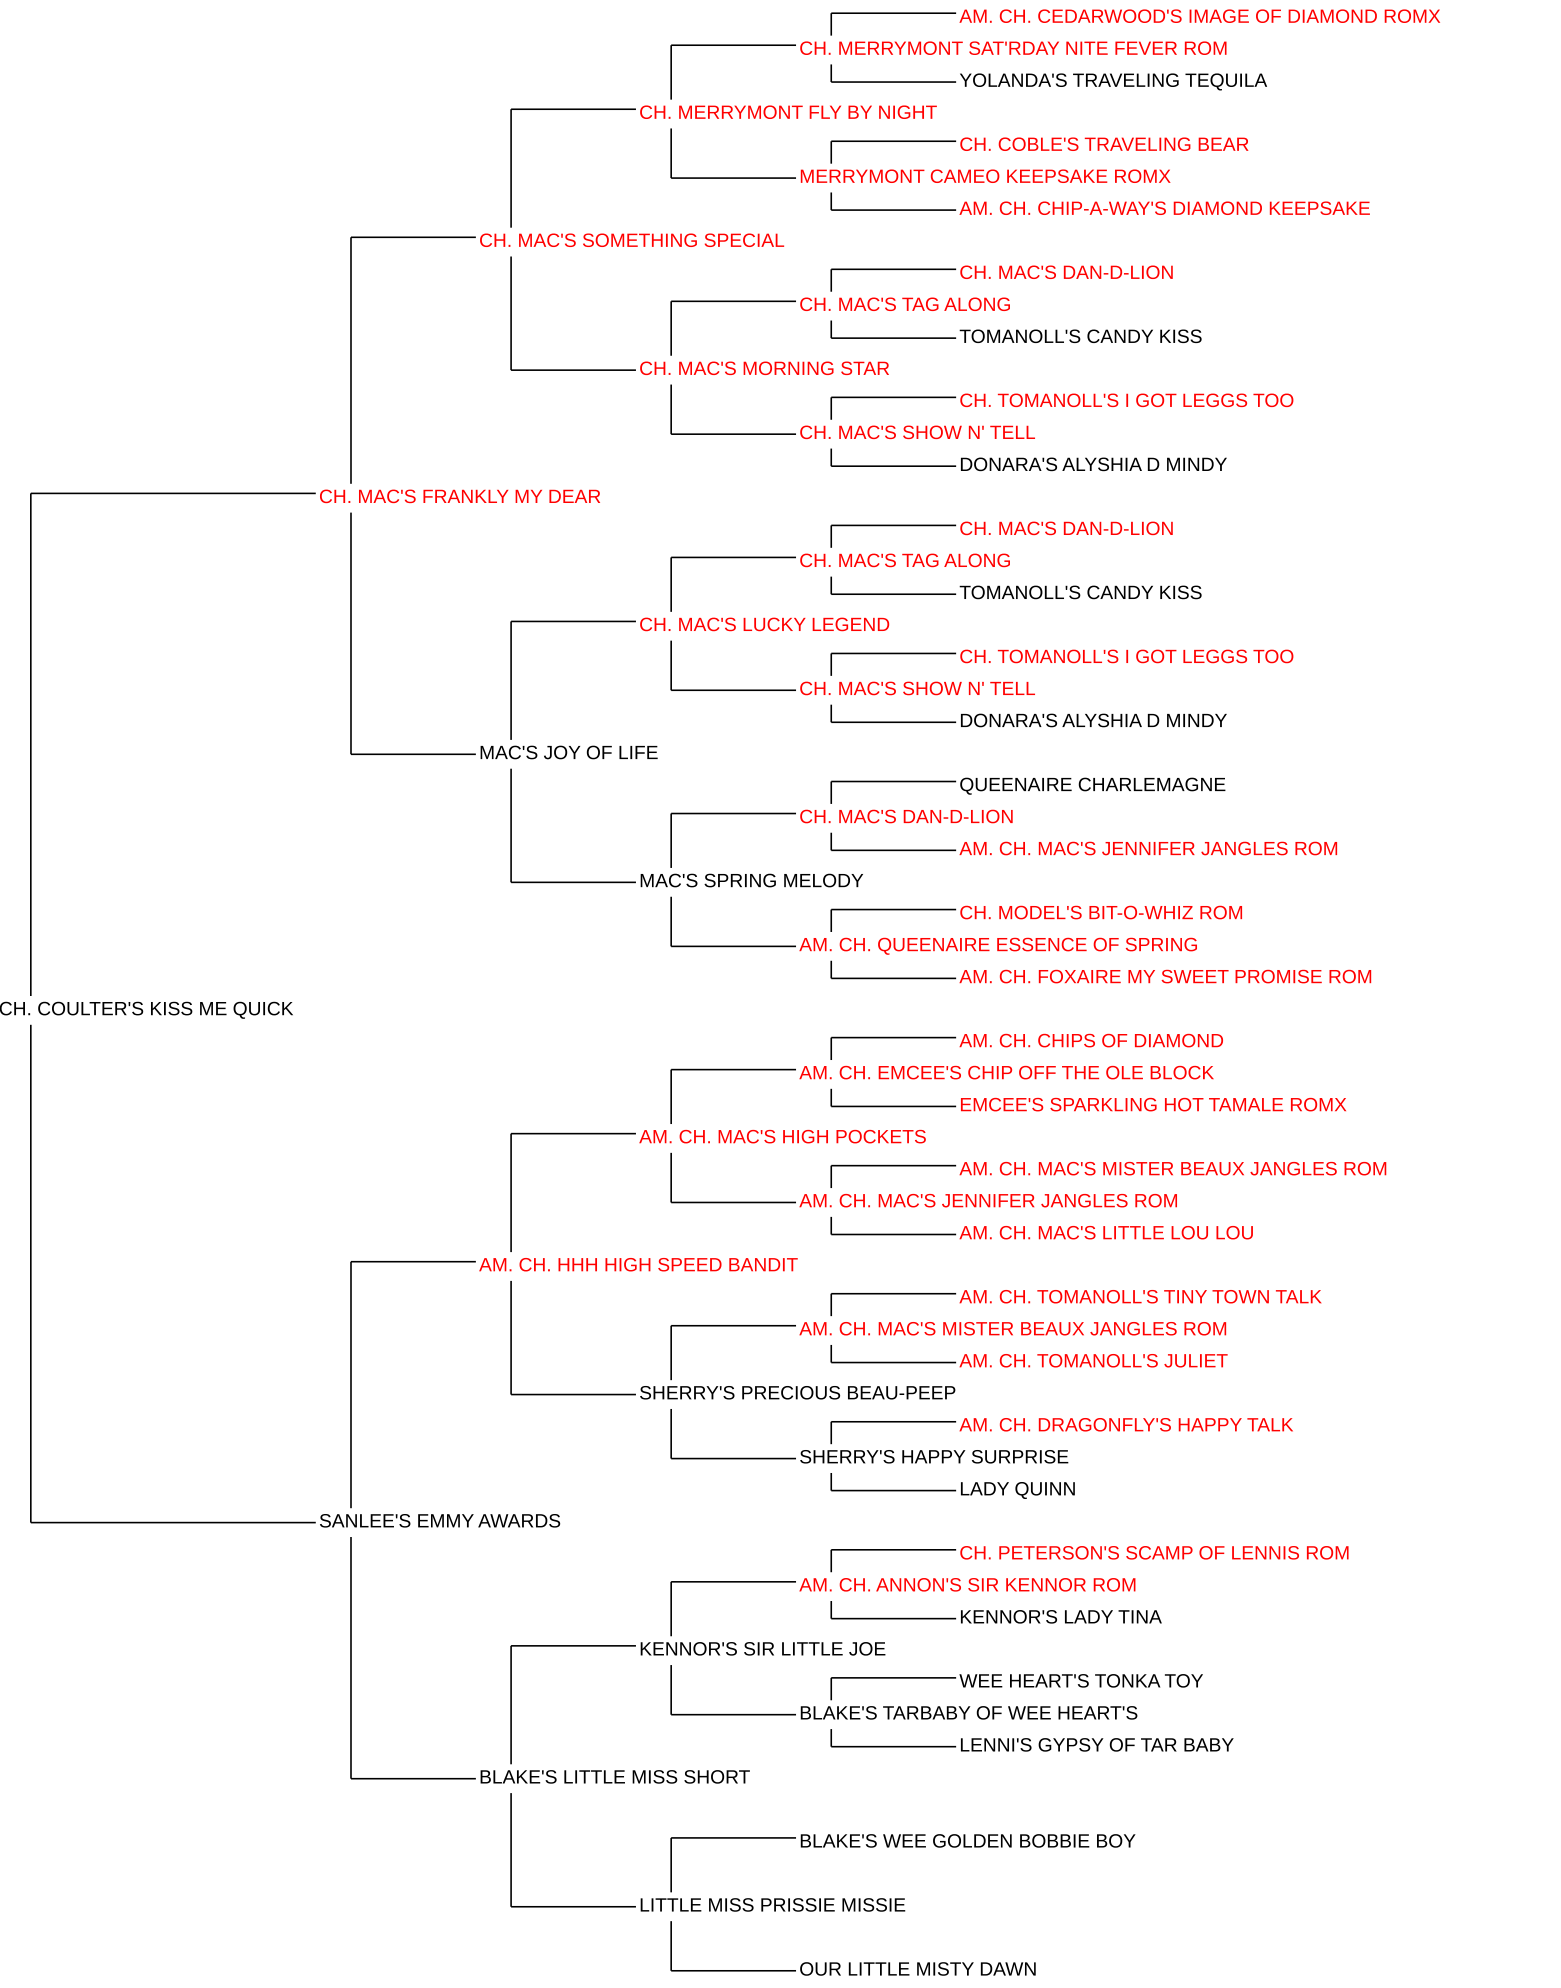 AM. CH. CEDARWOOD'S IMAGE OF DIAMOND ROMX
CH. MERRYMONT SAT'RDAY NITE FEVER ROM
YOLANDA'S TRAVELING TEQUILA
CH. MERRYMONT FLY BY NIGHT
CH. COBLE'S TRAVELING BEAR
MERRYMONT CAMEO KEEPSAKE ROMX
AM. CH. CHIP-A-WAY'S DIAMOND KEEPSAKE
CH. MAC'S SOMETHING SPECIAL
CH. MAC'S DAN-D-LION
CH. MAC'S TAG ALONG
TOMANOLL'S CANDY KISS
CH. MAC'S MORNING STAR
CH. TOMANOLL'S I GOT LEGGS TOO
CH. MAC'S SHOW N' TELL
DONARA'S ALYSHIA D MINDY
CH. MAC'S FRANKLY MY DEAR
CH. MAC'S DAN-D-LION
CH. MAC'S TAG ALONG
TOMANOLL'S CANDY KISS
CH. MAC'S LUCKY LEGEND
CH. TOMANOLL'S I GOT LEGGS TOO
CH. MAC'S SHOW N' TELL
DONARA'S ALYSHIA D MINDY
MAC'S JOY OF LIFE
QUEENAIRE CHARLEMAGNE
CH. MAC'S DAN-D-LION
AM. CH. MAC'S JENNIFER JANGLES ROM
MAC'S SPRING MELODY
CH. MODEL'S BIT-O-WHIZ ROM
AM. CH. QUEENAIRE ESSENCE OF SPRING
AM. CH. FOXAIRE MY SWEET PROMISE ROM
CH. COULTER'S KISS ME QUICK
AM. CH. CHIPS OF DIAMOND
AM. CH. EMCEE'S CHIP OFF THE OLE BLOCK
EMCEE'S SPARKLING HOT TAMALE ROMX
AM. CH. MAC'S HIGH POCKETS
AM. CH. MAC'S MISTER BEAUX JANGLES ROM
AM. CH. MAC'S JENNIFER JANGLES ROM
AM. CH. MAC'S LITTLE LOU LOU
AM. CH. HHH HIGH SPEED BANDIT
AM. CH. TOMANOLL'S TINY TOWN TALK
AM. CH. MAC'S MISTER BEAUX JANGLES ROM
AM. CH. TOMANOLL'S JULIET
SHERRY'S PRECIOUS BEAU-PEEP
AM. CH. DRAGONFLY'S HAPPY TALK
SHERRY'S HAPPY SURPRISE
LADY QUINN
SANLEE'S EMMY AWARDS
CH. PETERSON'S SCAMP OF LENNIS ROM
AM. CH. ANNON'S SIR KENNOR ROM
KENNOR'S LADY TINA
KENNOR'S SIR LITTLE JOE
WEE HEART'S TONKA TOY
BLAKE'S TARBABY OF WEE HEART'S
LENNI'S GYPSY OF TAR BABY
BLAKE'S LITTLE MISS SHORT
BLAKE'S WEE GOLDEN BOBBIE BOY
LITTLE MISS PRISSIE MISSIE
OUR LITTLE MISTY DAWN